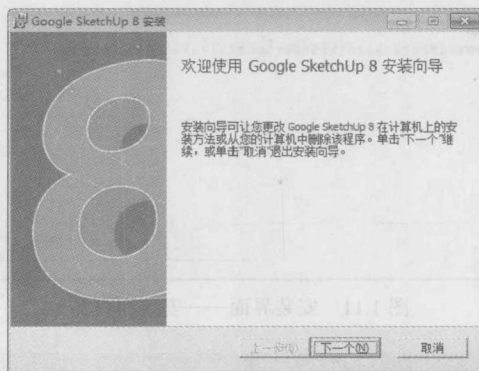 Google SketchUp 8 安装
欢迎使用 Google SketchUp 8 安装向导
安装向导可让您更改 Google SketchUp 8 在计算机上的安
装方法或从您的计算机中删除该程序。单击"下一个"继
续，或单击"取消"退出安装向导。
上一步(U) 下一个(N) 取消